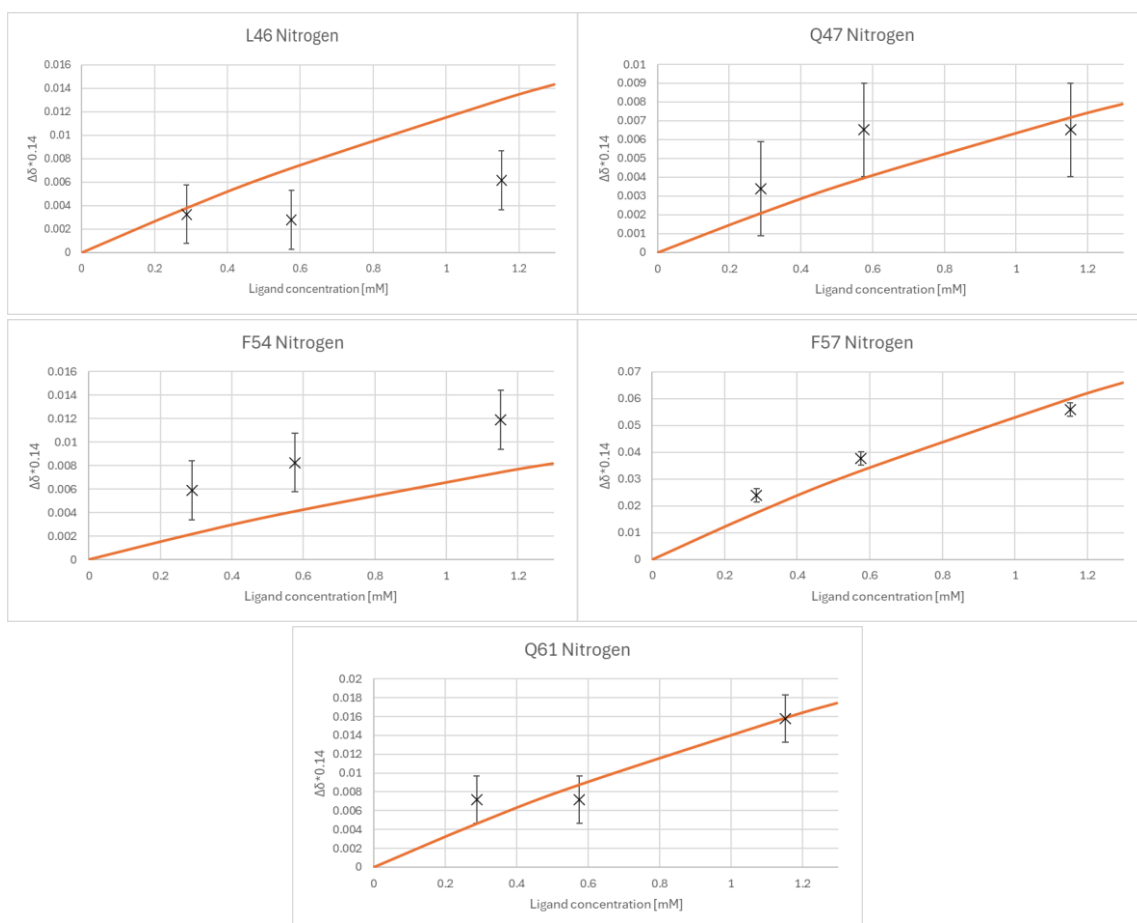 L46 Nitrogen
Δδ*0.14
0.016
0.014
0.012
0.01
0.008
0.006
0.004
0.002
0
0 0.2 0.4 0.6 0.8 1 1.2
Ligand concentration [mM]
Q47 Nitrogen
Δδ*0.14
0.01
0.009
0.008
0.007
0.006
0.005
0.004
0.003
0.002
0.001
0
0 0.2 0.4 0.6 0.8 1 1.2
Ligand concentration [mM]
F54 Nitrogen
Δδ*0.14
0.016
0.014
0.012
0.01
0.008
0.006
0.004
0.002
0
0 0.2 0.4 0.6 0.8 1 1.2
Ligand concentration [mM]
F57 Nitrogen
Δδ*0.14
0.07
0.06
0.05
0.04
0.03
0.02
0.01
0
0 0.2 0.4 0.6 0.8 1 1.2
Ligand concentration [mM]
Q61 Nitrogen
Δδ*0.14
0.02
0.018
0.016
0.014
0.012
0.01
0.008
0.006
0.004
0.002
0
0 0.2 0.4 0.6 0.8 1 1.2
Ligand concentration [mM]